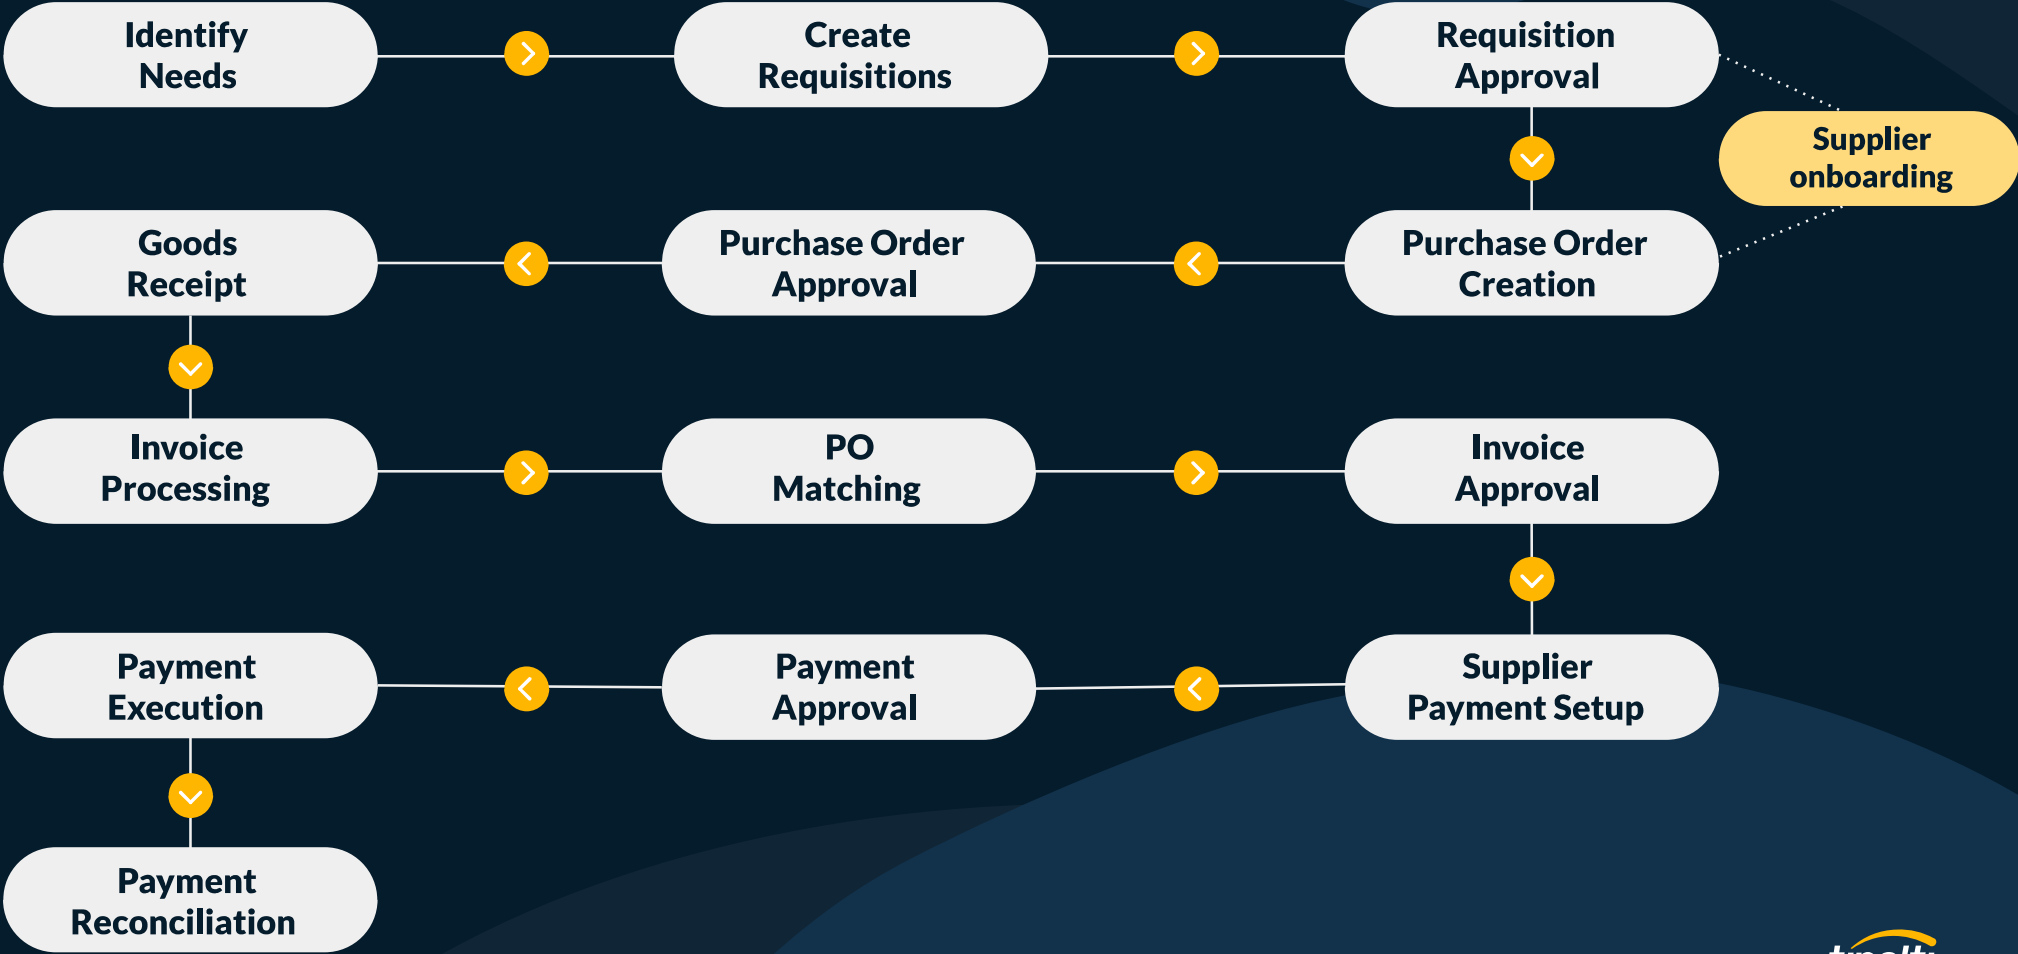 Identify
Needs
Create
Requisitions
Requisition
Approval
Supplier
onboarding
Goods
Receipt
Purchase Order
Approval
Purchase Order
Creation
Invoice
Processing
PO
Matching
Invoice
Approval
Payment
Execution
Payment
Approval
Supplier
Payment Setup
Payment
Reconciliation